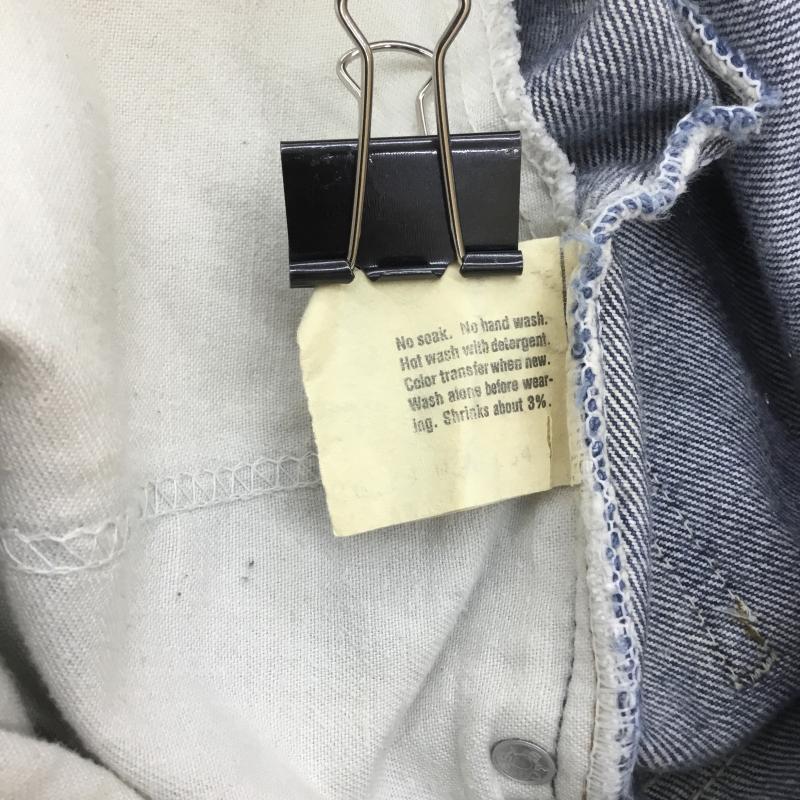 No soak. No hand wash.
Hot wash with detergent.
Color transfer when new.
Wash alone before wear-
ing. Shrinks about 3%.